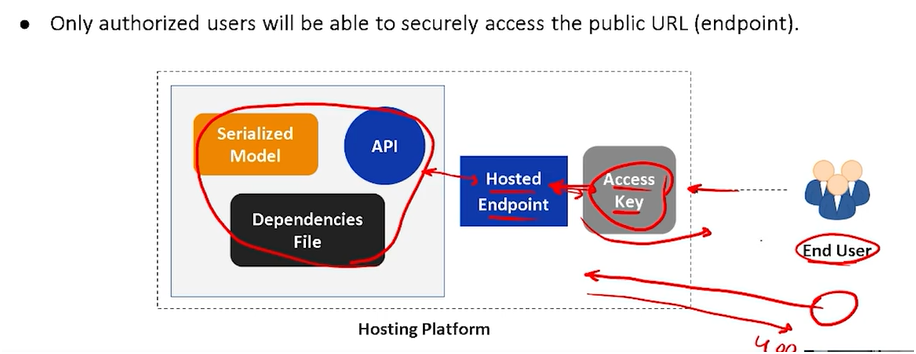 • Only authorized users will be able to securely access the public URL (endpoint).
Serialized
Model
API
Dependencies
File
Hosted
Endpoint
Access
Key
End User
Hosting Platform